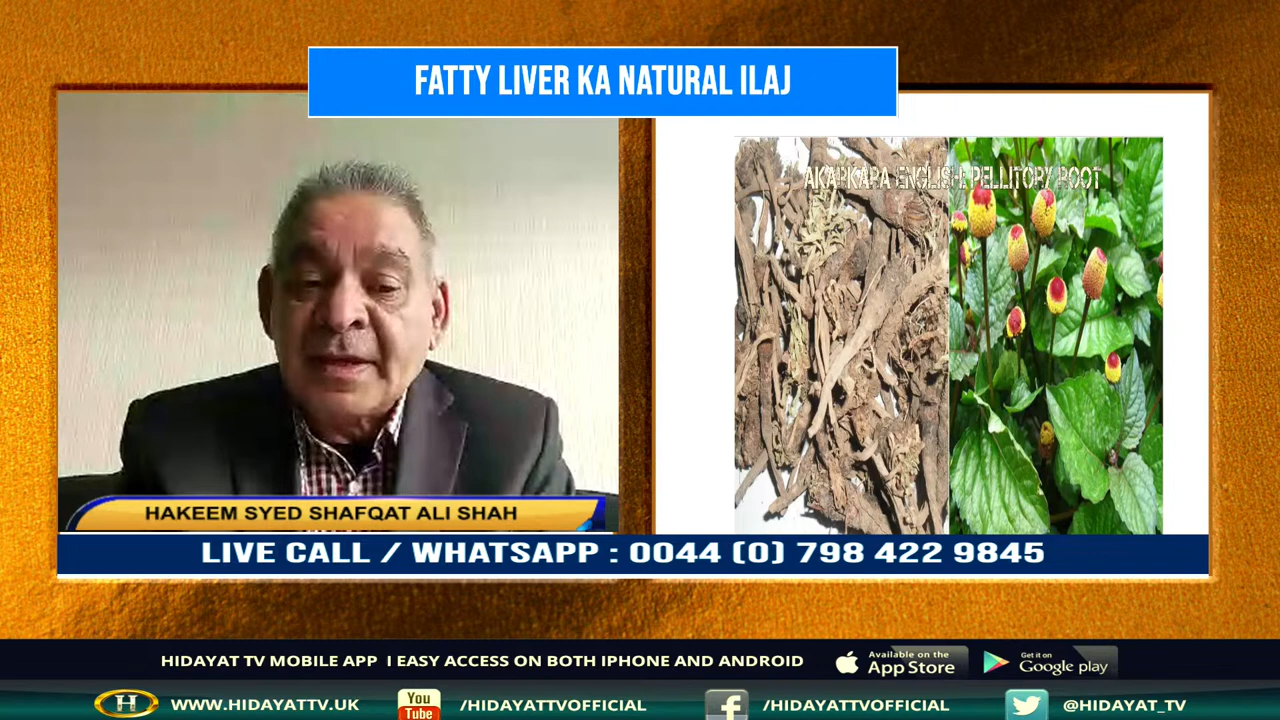 FATTY LIVER KA NATURAL ILAJ
AKARKARA ENGLISH: PELLITORY ROOT
HAKEEM SYED SHAFQAT ALI SHAH
LIVE CALL / WHATSAPP : 0044 (0) 798 422 9845
HIDAYAT TV MOBILE APP I EASY ACCESS ON BOTH IPHONE AND ANDROID
Available on the
App Store
Get it on
Google play
H
WWW.HIDAYATTV.UK
You
Tube
/HIDAYATTVOFFICIAL
f
/HIDAYATTVOFFICIAL
@HIDAYAT_TV